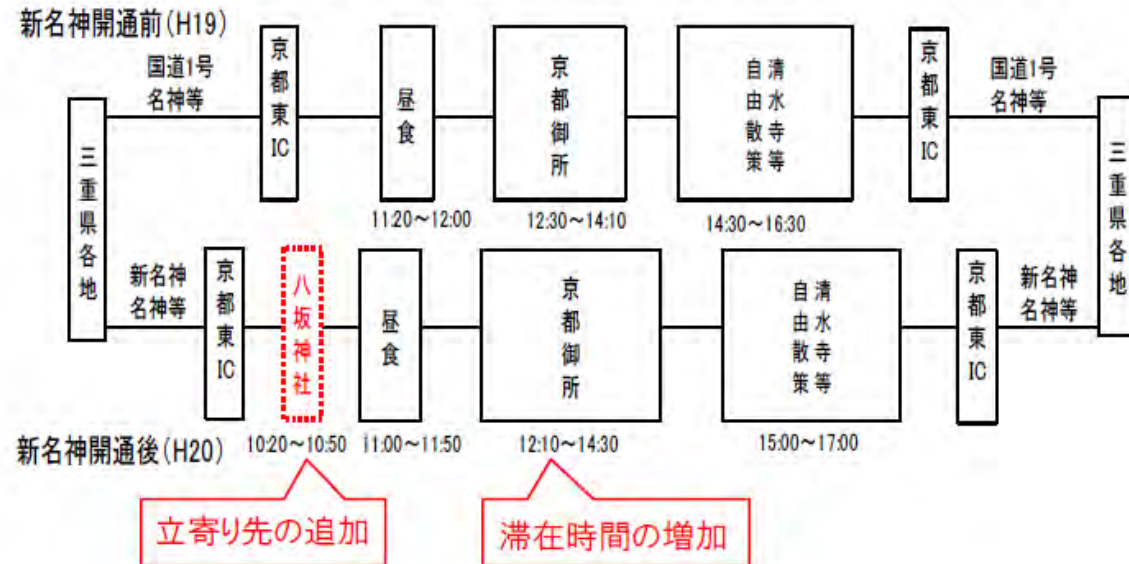 新名神開通前(H19)
国道1号
名神等
京都東IC
昼食
京都御所
清水寺等
自由散策
京都東IC
国道1号
名神等
三重県各地
三重県各地
11:20～12:00
12:30～14:10
14:30～16:30
新名神
名神等
京都東IC
八坂神社
昼食
京都御所
清水寺等
自由散策
京都東IC
新名神
名神等
新名神開通後(H20)
10:20～10:50
11:00～11:50
12:10～14:30
15:00～17:00
立寄り先の追加
滞在時間の増加